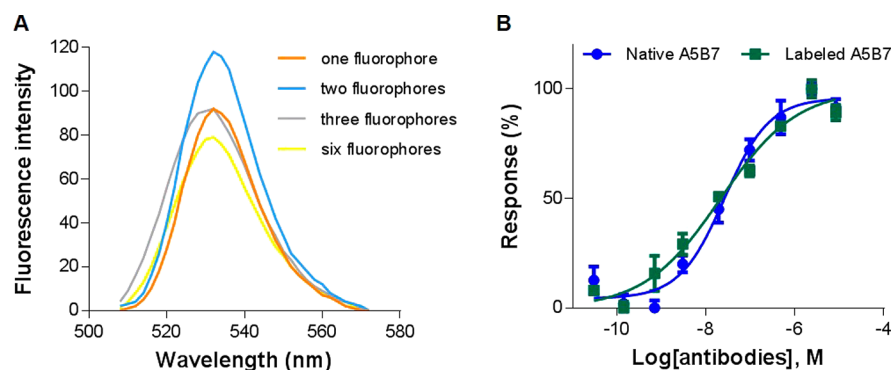 A
120
100
80
60
40
20
0
500
520
540
560
580
Fluorescence intensity
Wavelength (nm)
one fluorophore
two fluorophores
three fluorophores
six fluorophores
B
Native A5B7
Labeled A5B7
100
50
0
-10
-8
-6
-4
Response (%)
Log[antibodies], M